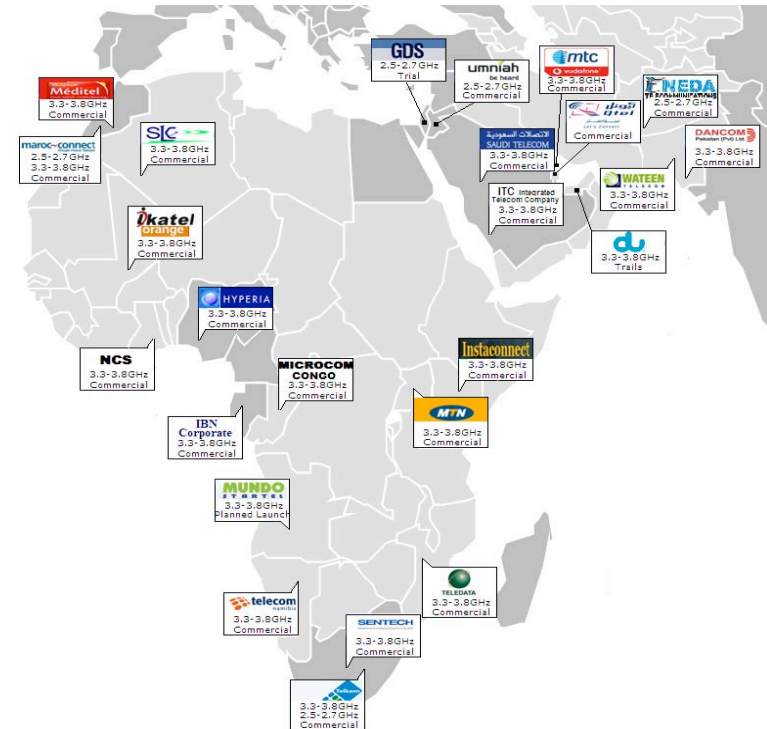 GDS
2.5-2.7GHz
Trial
umniah
be heard
2.5-2.7GHz
Commercial
mtc
vodafone
3.3-3.8GHz
Commercial
كيوتل
Qtel
Let's Connect
Commercial
NEDA
TELECOMMUNICATIONS
2.5-2.7GHz
Commercial
DANCOM
Pakistan (Pvt) Ltd.
3.3-3.8GHz
Commercial
Méditel
3.3-3.8GHz
Commercial
maroc~connect
2.5-2.7GHz
3.3-3.8GHz
Commercial
SLC
3.3-3.8GHz
Commercial
الاتصالات السعودية
SAUDI TELECOM
3.3-3.8GHz
Commercial
ITC Integrated
Telecom Company
3.3-3.8GHz
Commercial
WATEEN
TELECOM
3.3-3.8GHz
Commercial
du
3.3-3.8GHz
Trails
ikatel
orange
3.3-3.8GHz
Commercial
HYPERIA
3.3-3.8GHz
Commercial
NCS
3.3-3.8GHz
Commercial
MICROCOM
CONGO
3.3-3.8GHz
Commercial
Instaconnect
3.3-3.8GHz
Commercial
MTN
3.3-3.8GHz
Commercial
IBN
Corporate
3.3-3.8GHz
Commercial
MUNDO
STARTEL
3.3-3.8GHz
Planned Launch
telecom
namibia
3.3-3.8GHz
Commercial
TELEDATA
3.3-3.8GHz
Commercial
SENTECH
3.3-3.8GHz
Commercial
Telkom
3.3-3.8GHz
2.5-2.7GHz
Commercial